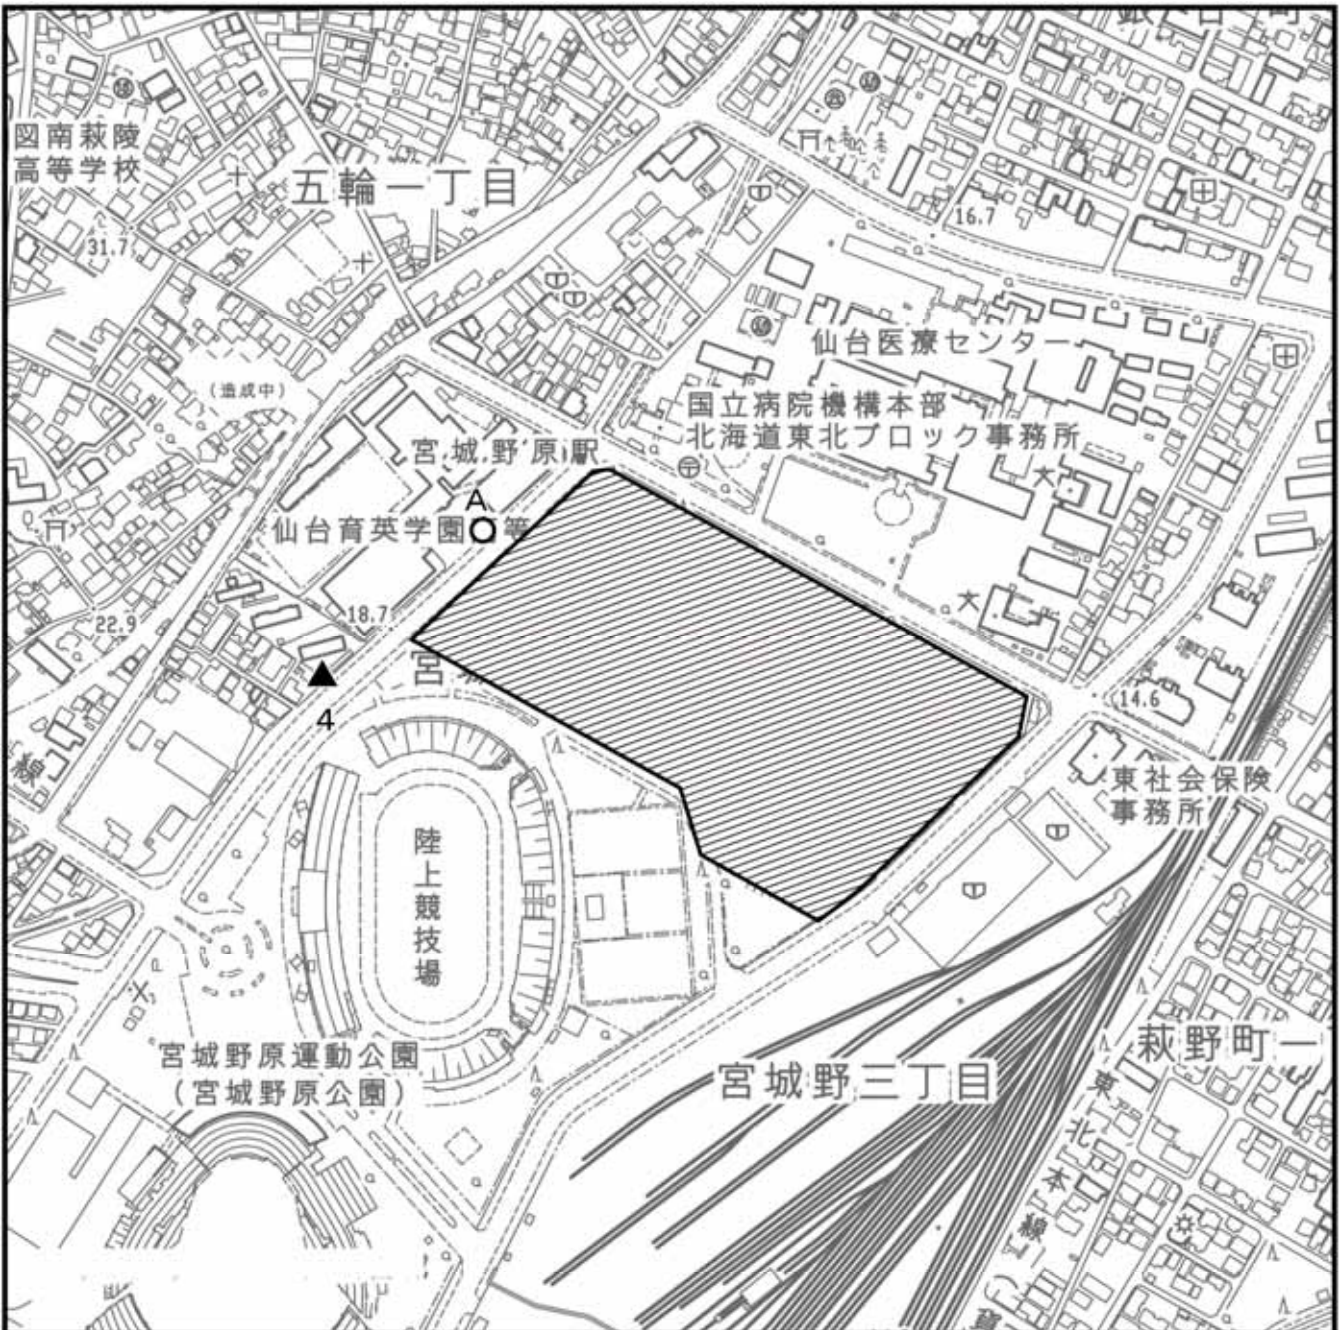 図南萩陵
高等学校
五輪一丁目
31.7
16.7
仙台医療センター
(造成中)
国立病院機構本部
北海道東北ブロック事務所
宮城野原駅
A
仙台育英学園
等
18.7
22.9
宮
4
14.6
線
東社会保険
事務所
陸上競技場
宮城野原運動公園
(宮城野原公園)
宮城野三丁目
萩野町一
東北本線